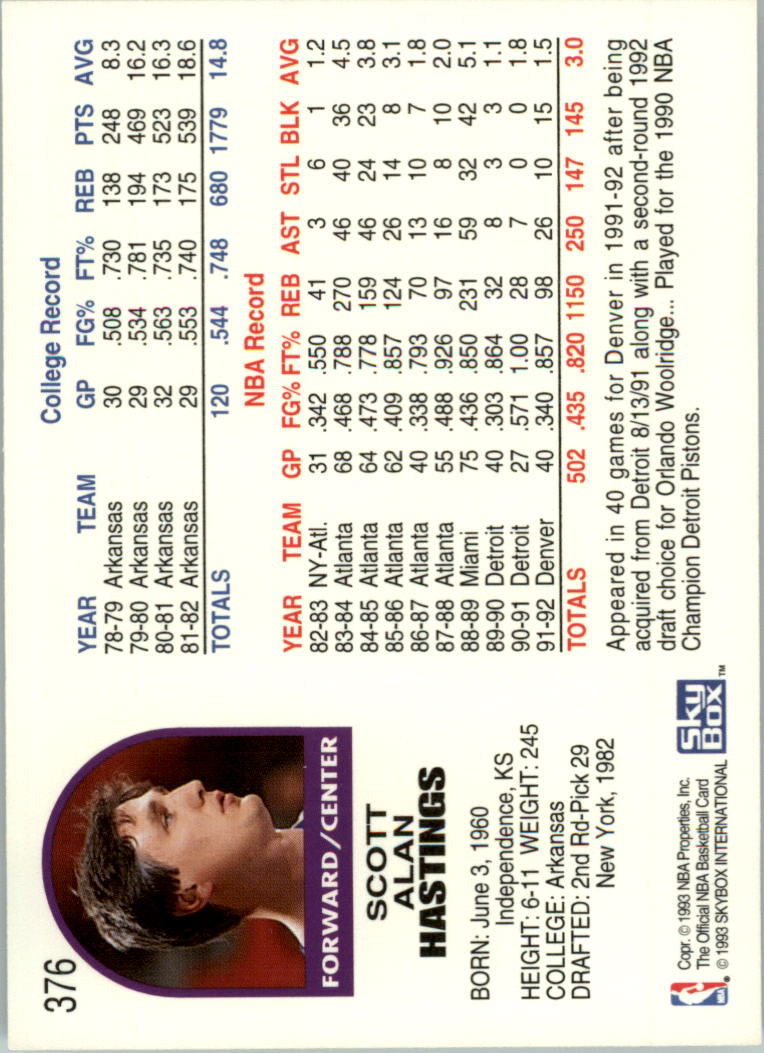 376
FORWARD/CENTER
SCOTT
ALAN
HASTINGS
BORN: June 3, 1960
Independence, KS
HEIGHT: 6-11 WEIGHT: 245
COLLEGE: Arkansas
DRAFTED: 2nd Rd-Pick 29
New York, 1982
NBA
Copr. © 1993 NBA Properties, Inc.
The Official NBA Basketball Card
© 1993 SKYBOX INTERNATIONAL
Sky
Box™
College Record
YEAR TEAM GP FG% FT% REB PTS AVG
78-79 Arkansas 30 .508 .730 138 248 8.3
79-80 Arkansas 29 .534 .781 194 469 16.2
80-81 Arkansas 32 .563 .735 173 523 16.3
81-82 Arkansas 29 .553 .740 175 539 18.6
TOTALS 120 .544 .748 680 1779 14.8
NBA Record
YEAR TEAM GP FG% FT% REB AST STL BLK AVG
82-83 NY-Atl. 31 .342 .550 41 3 6 1 1.2
83-84 Atlanta 68 .468 .788 270 46 40 36 4.5
84-85 Atlanta 64 .473 .778 159 46 24 23 3.8
85-86 Atlanta 62 .409 .857 124 26 14 8 3.1
86-87 Atlanta 40 .338 .793 70 13 10 7 1.8
87-88 Atlanta 55 .488 .926 97 16 8 10 2.0
88-89 Miami 75 .436 .850 231 59 32 42 5.1
89-90 Detroit 40 .303 .864 32 8 3 3 1.1
90-91 Detroit 27 .571 1.00 28 7 0 0 1.8
91-92 Denver 40 .340 .857 98 26 10 15 1.5
TOTALS 502 .435 .820 1150 250 147 145 3.0
Appeared in 40 games for Denver in 1991-92 after being
acquired from Detroit 8/13/91 along with a second-round 1992
draft choice for Orlando Woolridge... Played for the 1990 NBA
Champion Detroit Pistons.